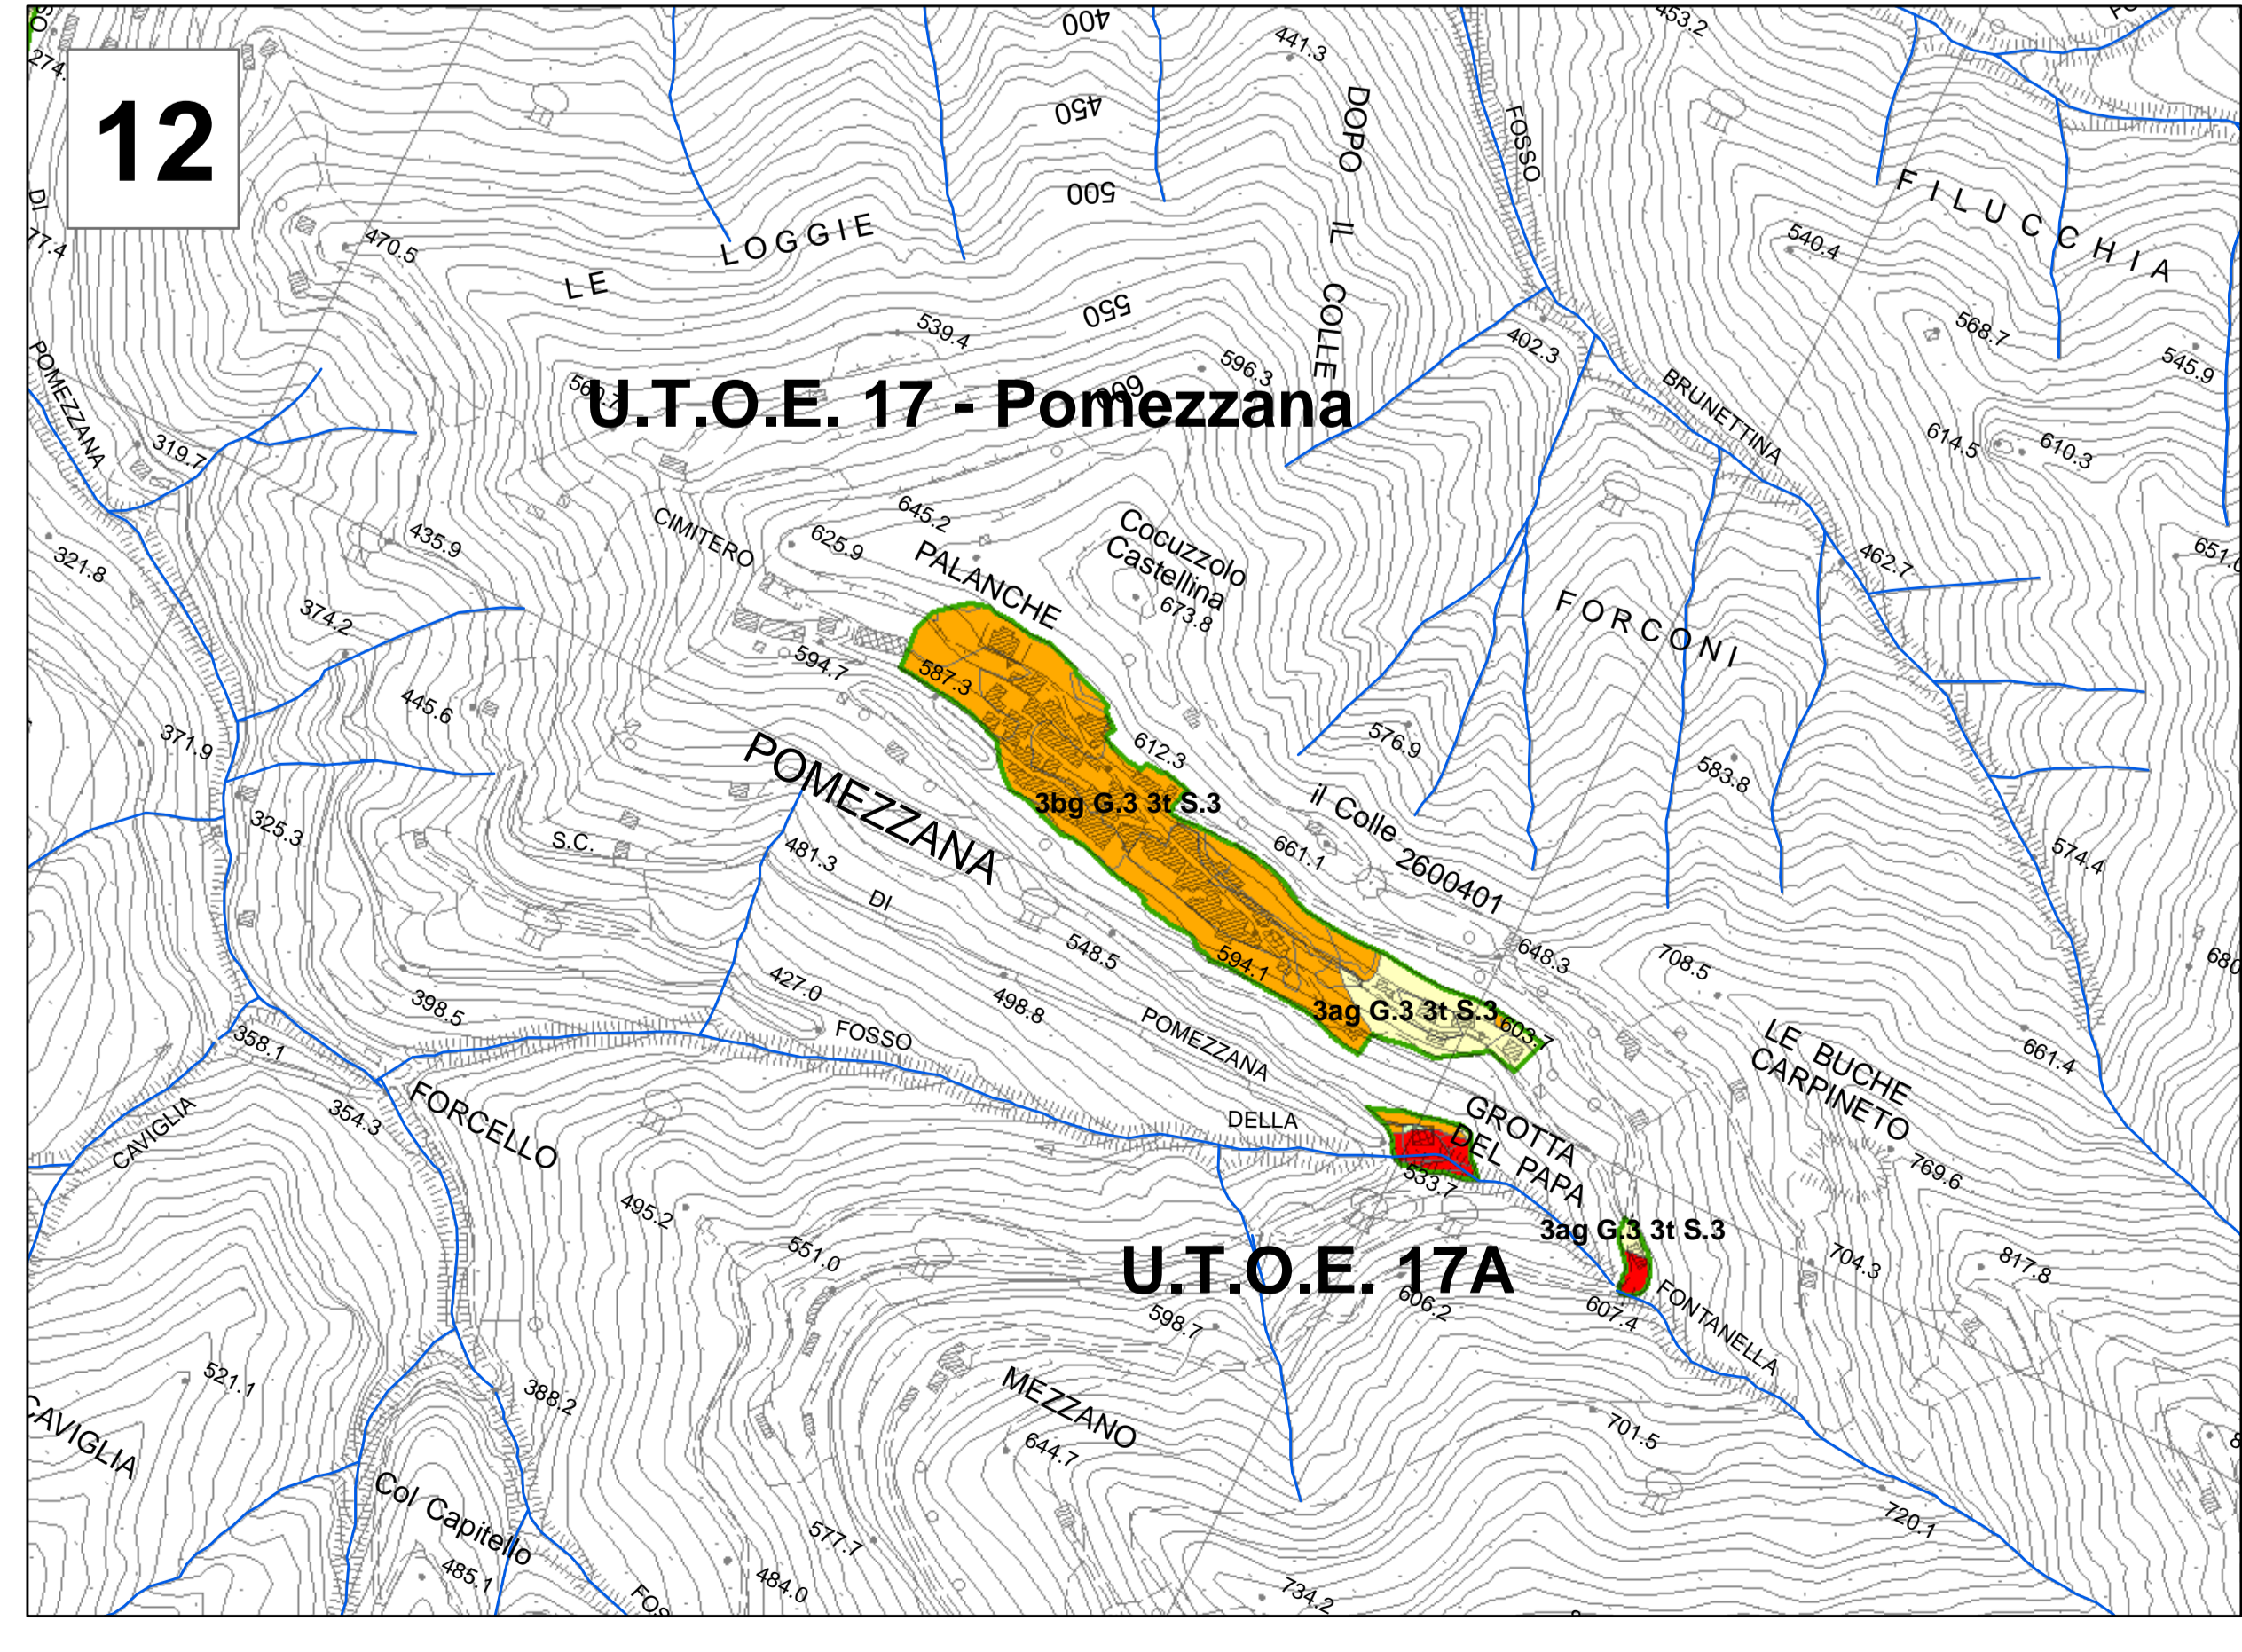 12
400
450
500
550
600
441.3
453.2
274.
DI
77.4
470.5
LE LOGGIE
DOPO IL COLLE
FOSSO
FILUCCHIA
540.4
568.7
545.9
539.4
596.3
402.3
560.7
U.T.O.E. 17 - Pomezzana
POMEZZANA
319.7
BRUNETTINA
614.5
610.3
645.2
625.9
CIMITERO
PALANCHE
Cocuzzolo
Castellina
673.8
435.9
321.8
374.2
462.7
651.0
FORCONI
594.7
587.3
445.6
371.9
612.3
576.9
583.8
POMEZZANA
3bg G.3 3t S.3
il Colle 2600401
661.1
325.3
S.C.
481.3
DI
574.4
548.5
594.1
648.3
708.5
680
427.0
498.8
398.5
3ag G.3 3t S.3
603.7
POMEZZANA
FOSSO
358.1
LE BUCHE
CARPINETO
661.4
354.3
FORCELLO
CAVIGLIA
DELLA
GROTTA
DEL PAPA
533.7
769.6
495.2
551.0
3ag G.3 3t S.3
U.T.O.E. 17A
704.3
817.8
606.2
607.4
FONTANELLA
598.7
521.1
388.2
MEZZANO
644.7
701.5
CAVIGLIA
Col Capitello
485.1
577.7
484.0
720.1
734.2
FOS